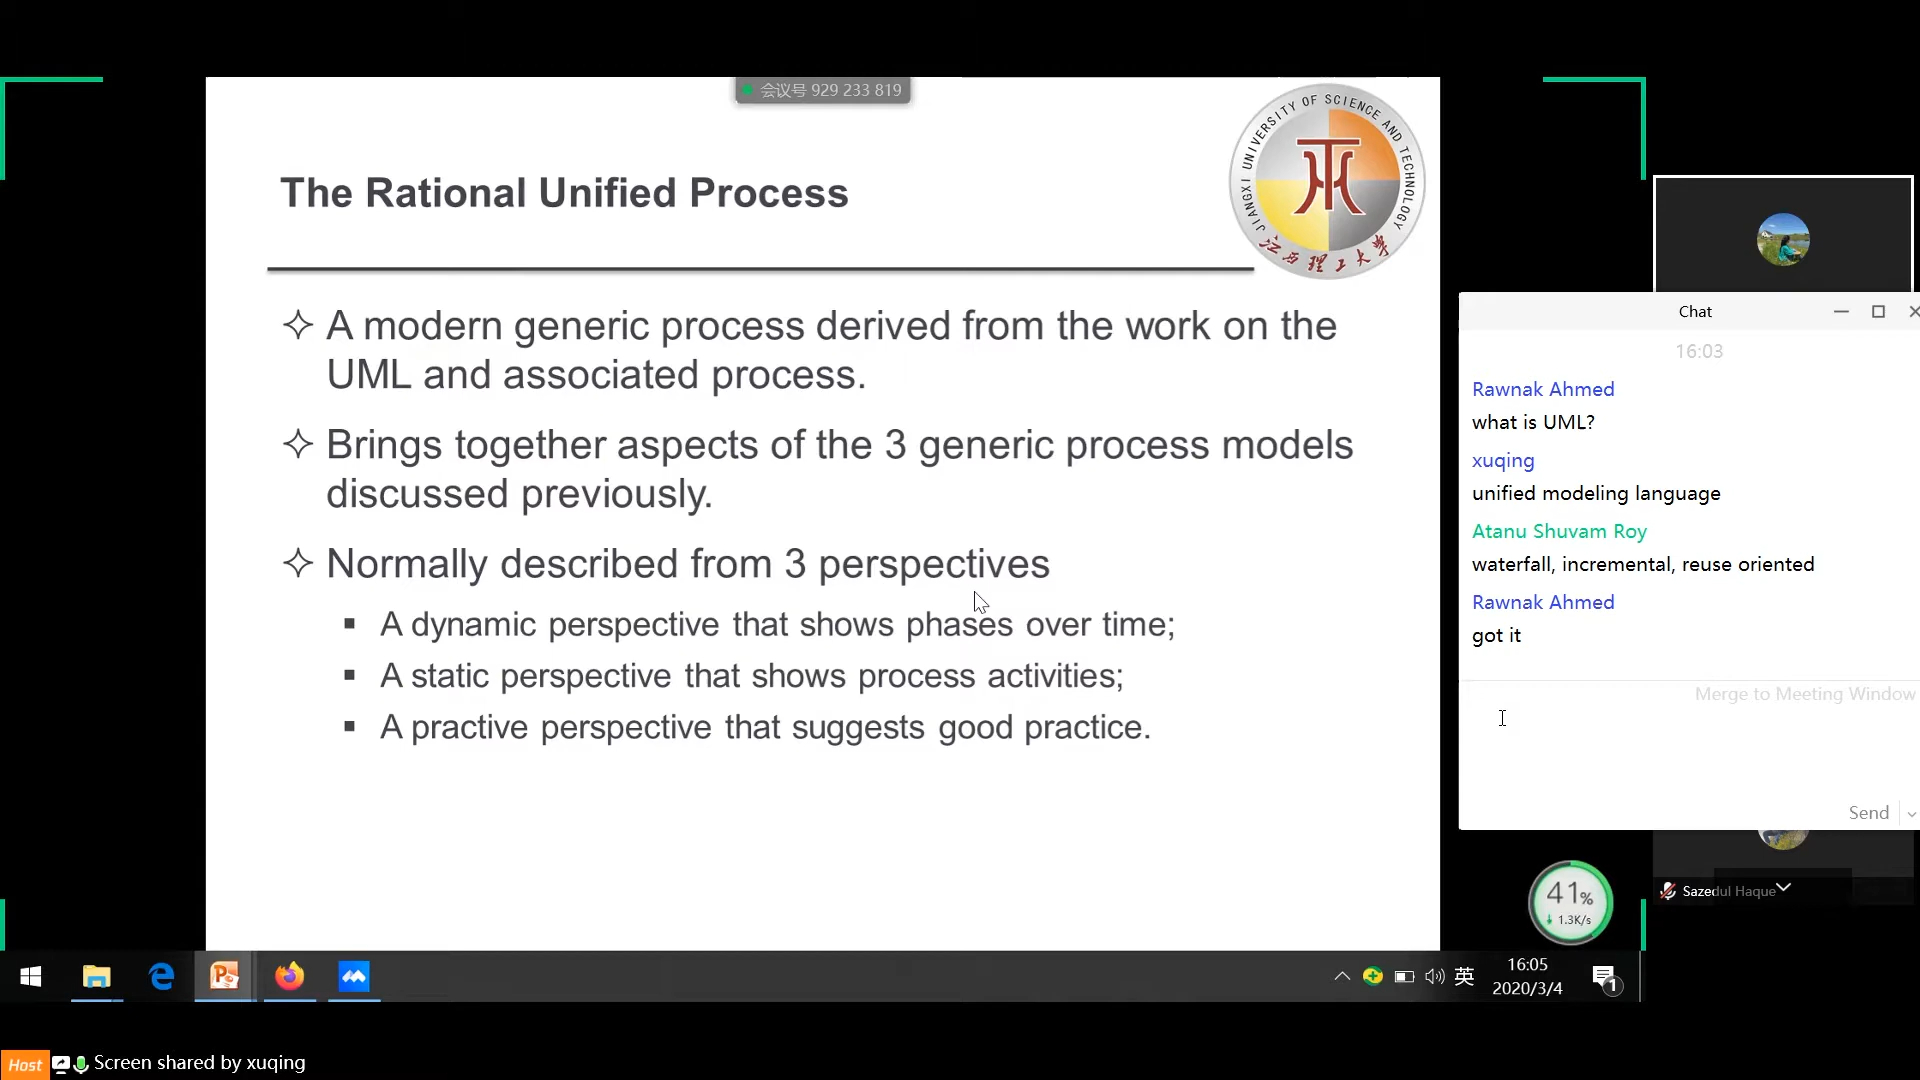 会议号 929 233 819
JIANGXI UNIVERSITY OF SCIENCE AND TECHNOLOGY
江西理工大学
The Rational Unified Process
✧ A modern generic process derived from the work on the
UML and associated process.
✧ Brings together aspects of the 3 generic process models
discussed previously.
✧ Normally described from 3 perspectives
▪ A dynamic perspective that shows phases over time;
▪ A static perspective that shows process activities;
▪ A practive perspective that suggests good practice.
Chat
16:03
Rawnak Ahmed
what is UML?
xuqing
unified modeling language
Atanu Shuvam Roy
waterfall, incremental, reuse oriented
Rawnak Ahmed
got it
Merge to Meeting Window
Send
41%
1.3K/s
Sazedul Haque
英
16:05
2020/3/4
1
Host
Screen shared by xuqing